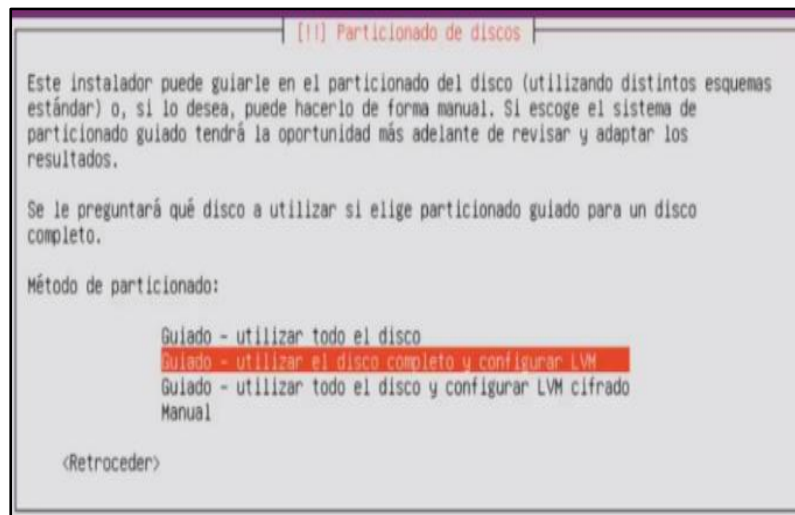 [!!] Particionado de discos
Este instalador puede guiarle en el particionado del disco (utilizando distintos esquemas
estándar) o, si lo desea, puede hacerlo de forma manual. Si escoge el sistema de
particionado guiado tendrá la oportunidad más adelante de revisar y adaptar los
resultados.
Se le preguntará qué disco a utilizar si elige particionado guiado para un disco
completo.
Método de particionado:
Guiado - utilizar todo el disco
Guiado - utilizar el disco completo y configurar LVM
Guiado - utilizar todo el disco y configurar LVM cifrado
Manual
<Retroceder>